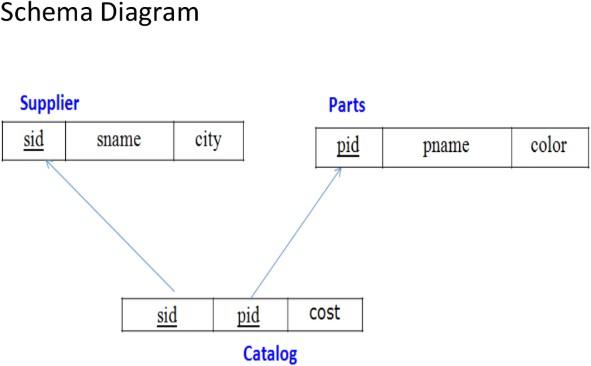 Schema Diagram
Supplier
sid sname city
Parts
pid pname color
sid pid cost
Catalog